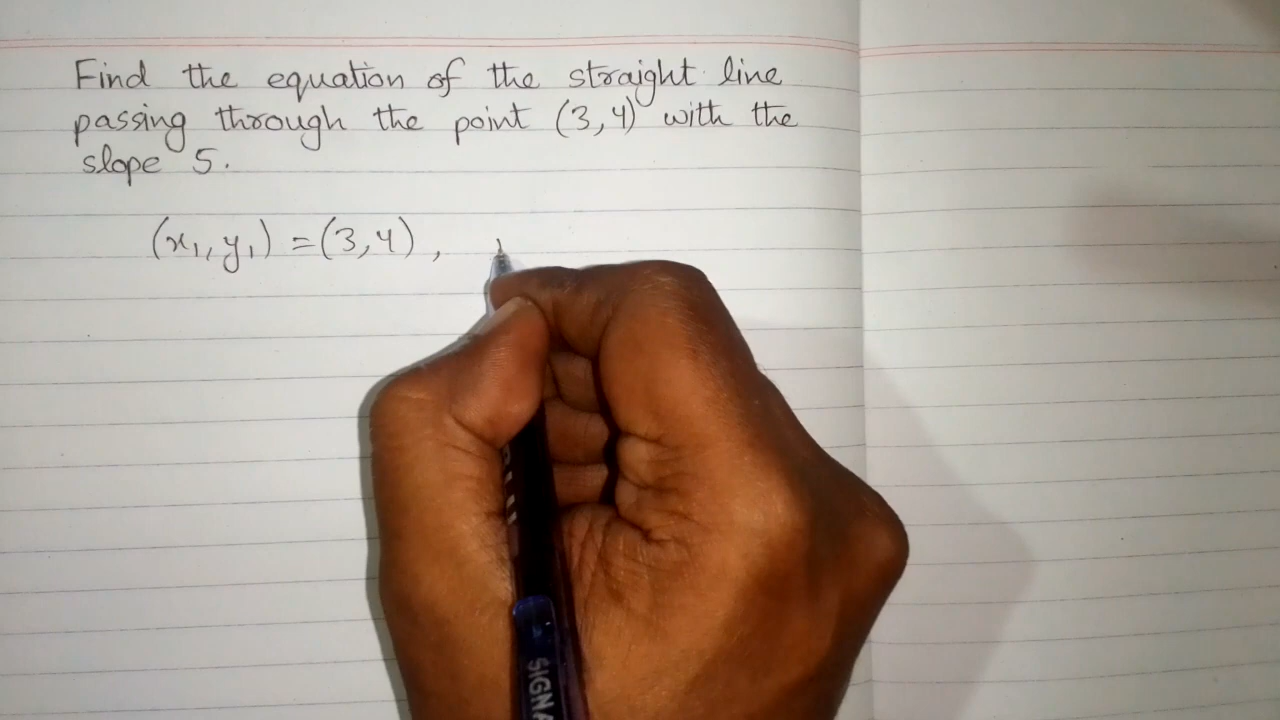 Find the equation of the straight line
passing through the point (3,4) with the
slope 5.
(x₁, y₁) = (3,4) ,